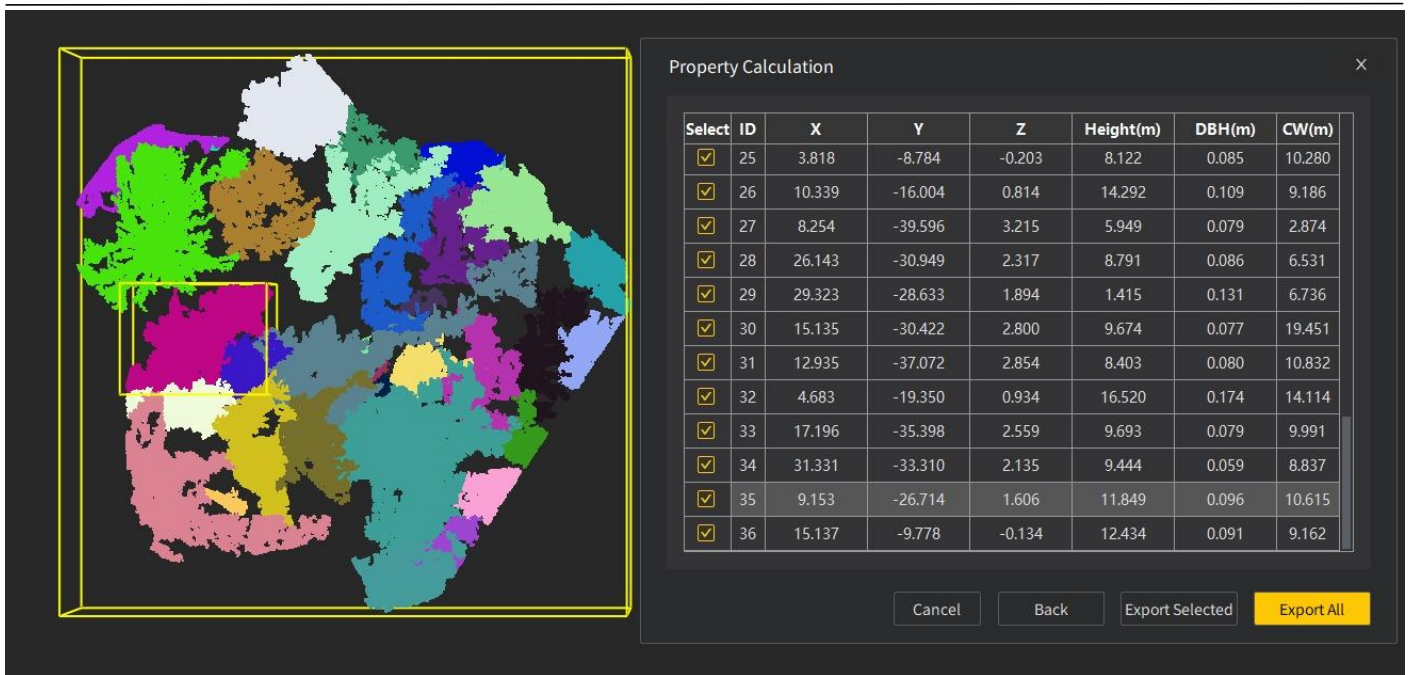 Property Calculation X
Select ID X Y Z Height(m) DBH(m) CW(m)
25 3.818 -8.784 -0.203 8.122 0.085 10.280
26 10.339 -16.004 0.814 14.292 0.109 9.186
27 8.254 -39.596 3.215 5.949 0.079 2.874
28 26.143 -30.949 2.317 8.791 0.086 6.531
29 29.323 -28.633 1.894 1.415 0.131 6.736
30 15.135 -30.422 2.800 9.674 0.077 19.451
31 12.935 -37.072 2.854 8.403 0.080 10.832
32 4.683 -19.350 0.934 16.520 0.174 14.114
33 17.196 -35.398 2.559 9.693 0.079 9.991
34 31.331 -33.310 2.135 9.444 0.059 8.837
35 9.153 -26.714 1.606 11.849 0.096 10.615
36 15.137 -9.778 -0.134 12.434 0.091 9.162
Cancel Back Export Selected Export All